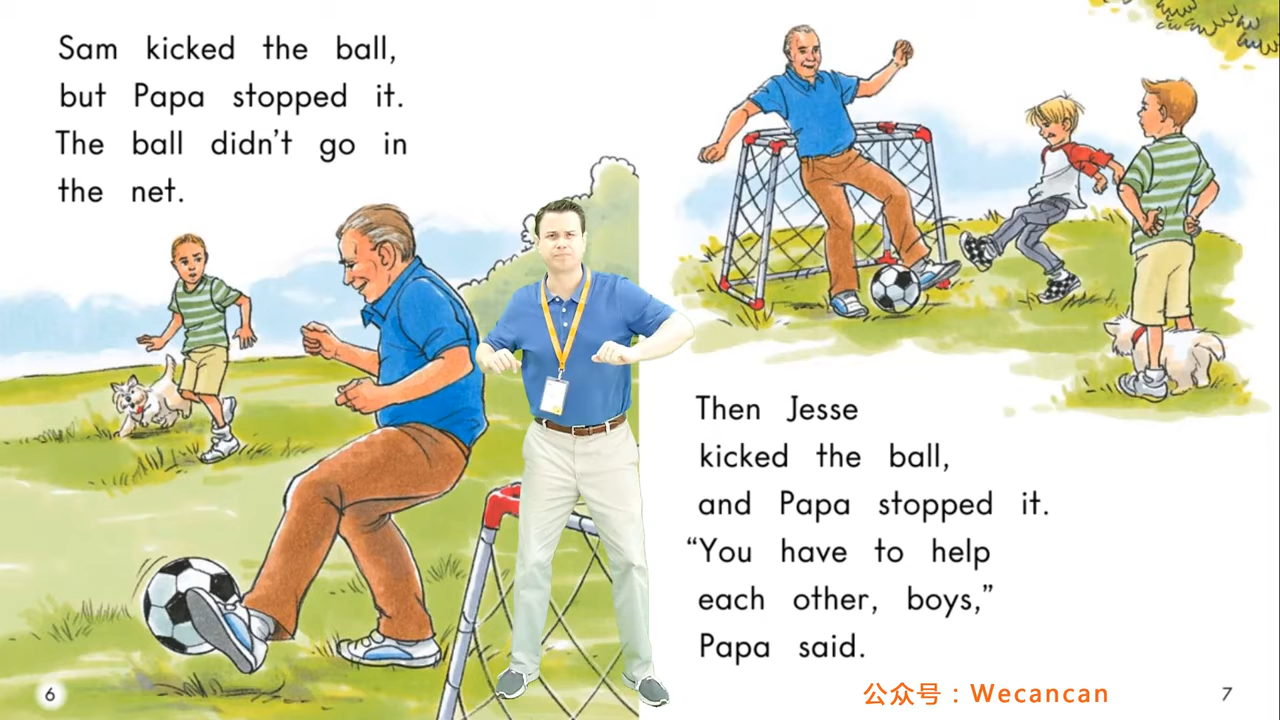 Sam kicked the ball,
but Papa stopped it.
The ball didn't go in
the net.
6
Then Jesse
kicked the ball,
and Papa stopped it.
“You have to help
each other, boys,”
Papa said.
公众号：Wecancan
7